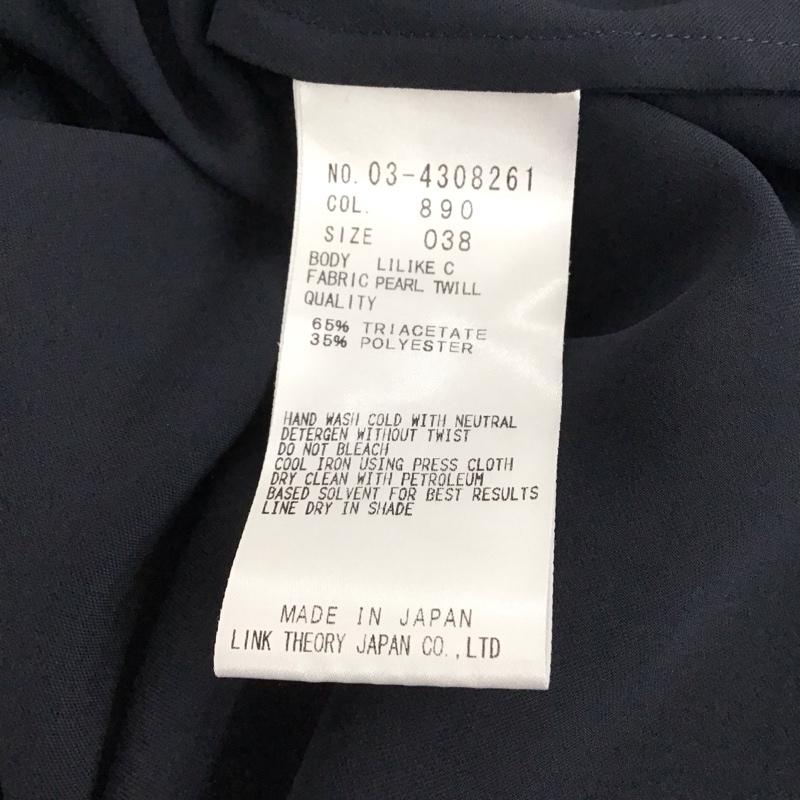 NO. 03-4308261
COL. 890
SIZE 038
BODY LILIKE C
FABRIC PEARL TWILL
QUALITY
65% TRIACETATE
35% POLYESTER
HAND WASH COLD WITH NEUTRAL
DETERGEN WITHOUT TWIST
DO NOT BLEACH
COOL IRON USING PRESS CLOTH
DRY CLEAN WITH PETROLEUM
BASED SOLVENT FOR BEST RESULTS
LINE DRY IN SHADE
MADE IN JAPAN
LINK THEORY JAPAN CO.,LTD